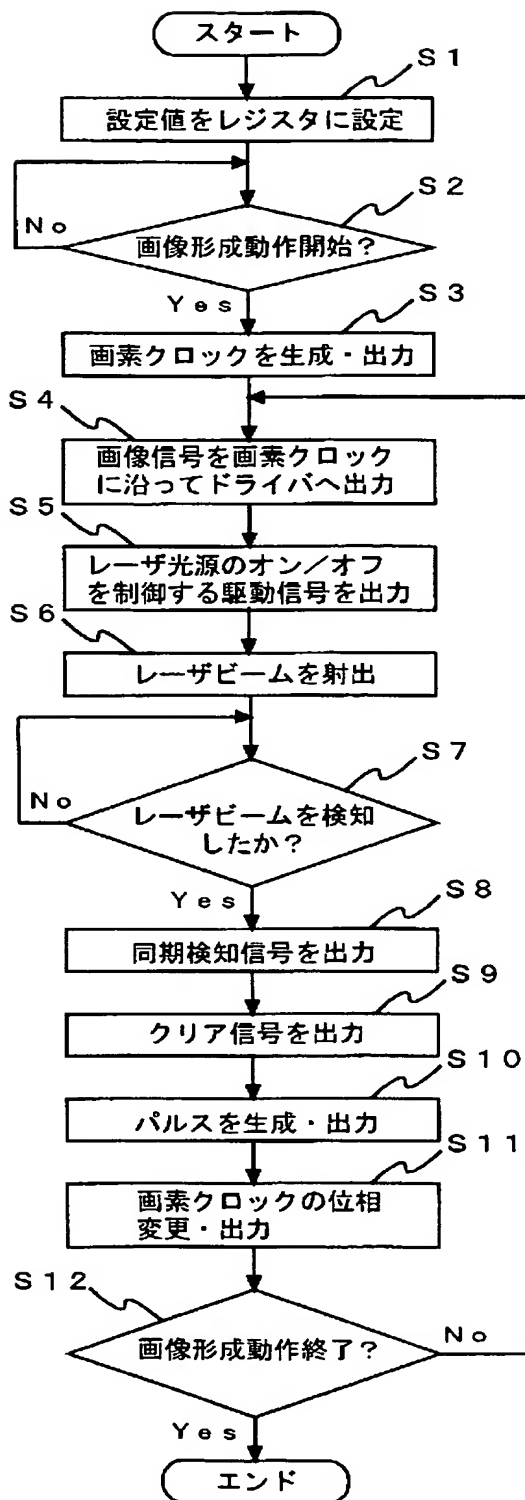 スタート
S1
設定値をレジスタに設定
S2
No
画像形成動作開始？
Yes
S3
画素クロックを生成・出力
S4
画像信号を画素クロック
に沿ってドライバへ出力
S5
レーザ光源のオン／オフ
を制御する駆動信号を出力
S6
レーザビームを射出
S7
No
レーザビームを検知
したか？
Yes
S8
同期検知信号を出力
S9
クリア信号を出力
S10
パルスを生成・出力
S11
画素クロックの位相
変更・出力
S12
画像形成動作終了？
No
Yes
エンド